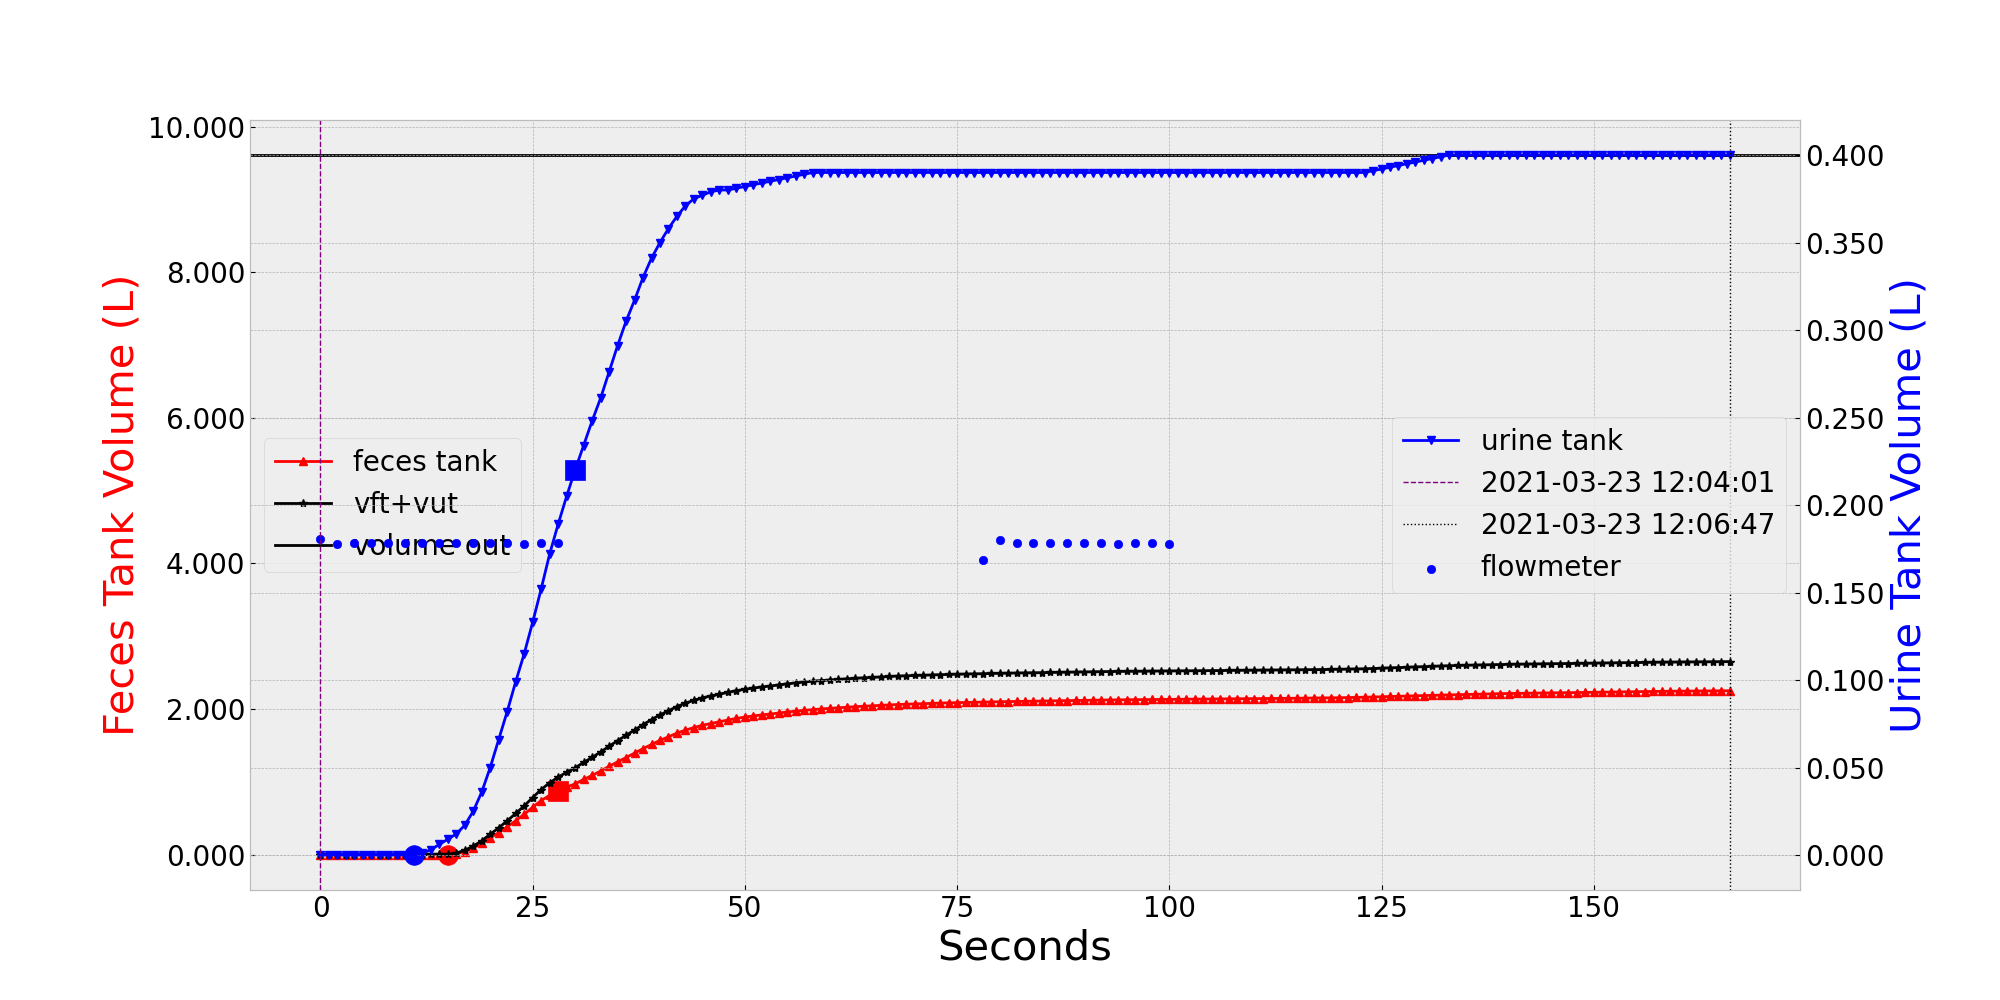 10.000
8.000
6.000
4.000
2.000
0.000
Feces Tank Volume (L)
feces tank
vft+vut
volume out
0.400
0.350
0.300
0.250
0.200
0.150
0.100
0.050
0.000
Urine Tank Volume (L)
urine tank
2021-03-23 12:04:01
2021-03-23 12:06:47
flowmeter
0 25 50 75 100 125 150
Seconds